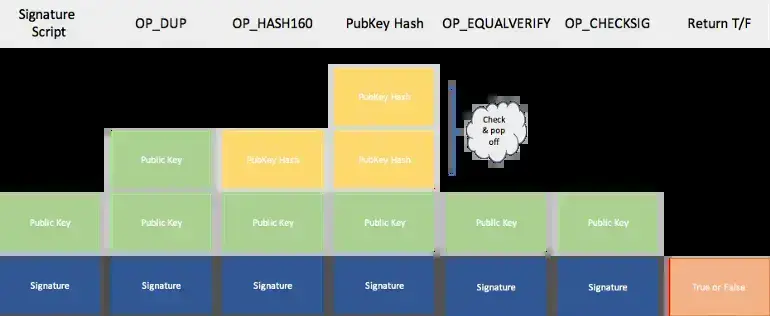 Signature Script OP_DUP OP_HASH160 PubKey Hash OP_EQUALVERIFY OP_CHECKSIG Return T/F
PubKey Hash
Check
& pop
off
Public Key PubKey Hash PubKey Hash
Public Key Public Key Public Key Public Key Public Key Public Key
Signature Signature Signature Signature Signature Signature True or False